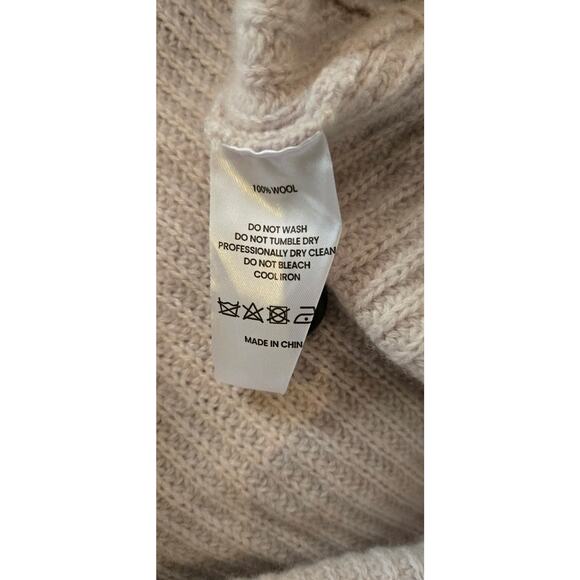 100% WOOL
DO NOT WASH
DO NOT TUMBLE DRY
PROFESSIONALLY DRY CLEAN
DO NOT BLEACH
COOL IRON
MADE IN CHIN